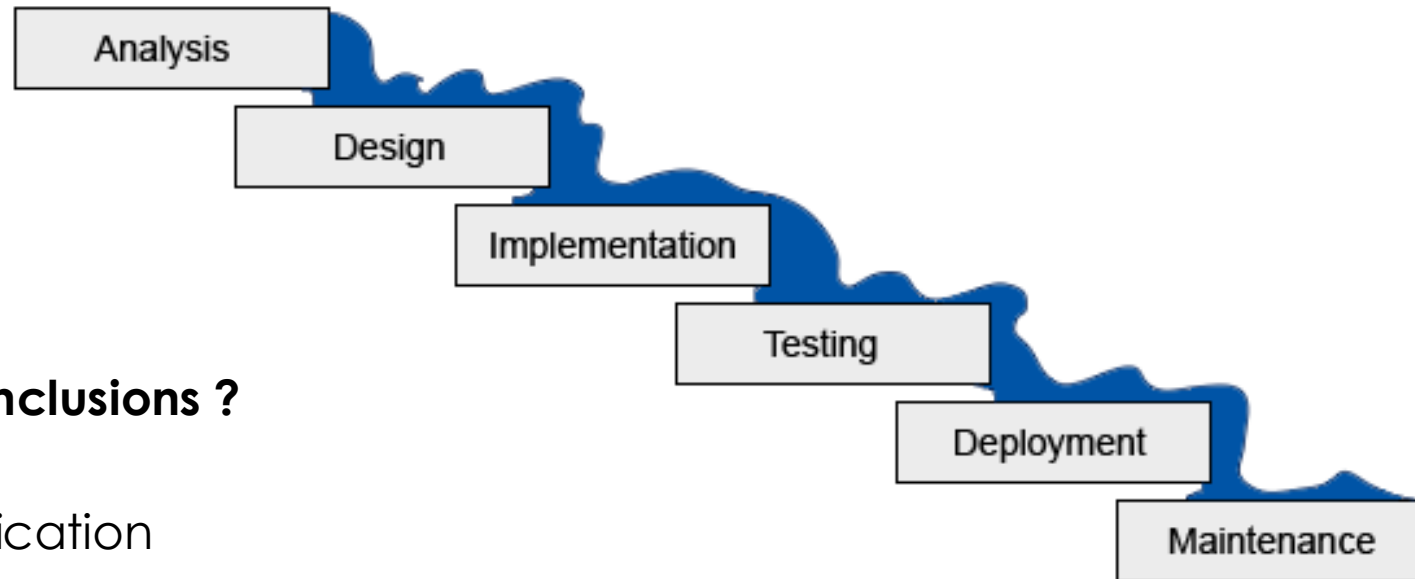 Analysis
Design
Implementation
Testing
nclusions ?
Deployment
ication
Maintenance